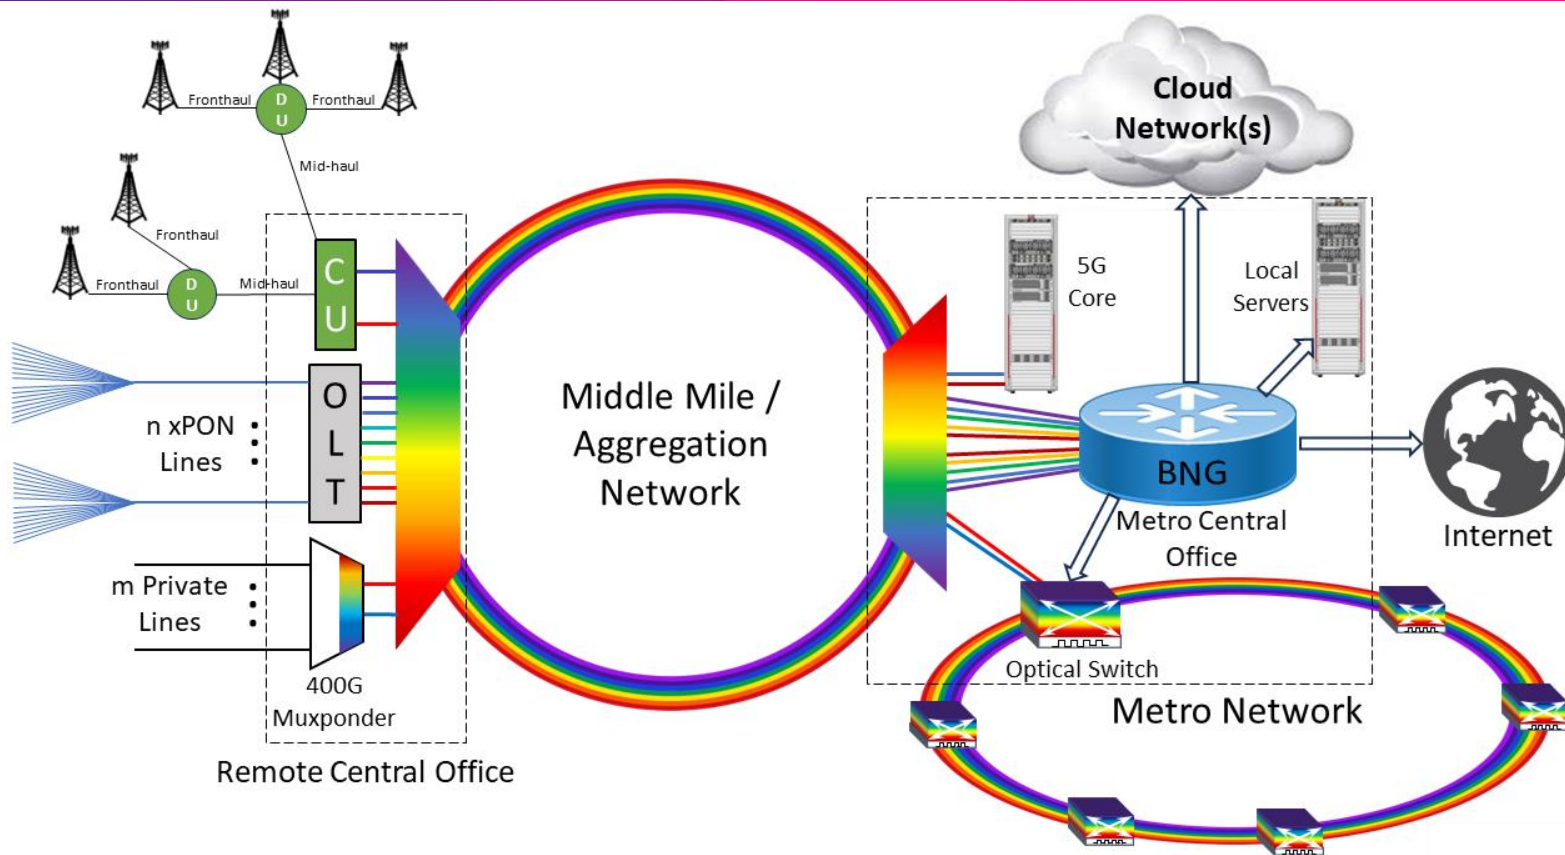 Fronthaul
D
U
Fronthaul
Mid-haul
Fronthaul
Fronthaul
D
U
Mid-haul
C
U
n xPON
Lines
O
L
T
m Private
Lines
400G
Muxponder
Remote Central Office
Middle Mile /
Aggregation
Network
Cloud
Network(s)
5G
Core
Local
Servers
BNG
Metro Central
Office
Internet
Optical Switch
Metro Network